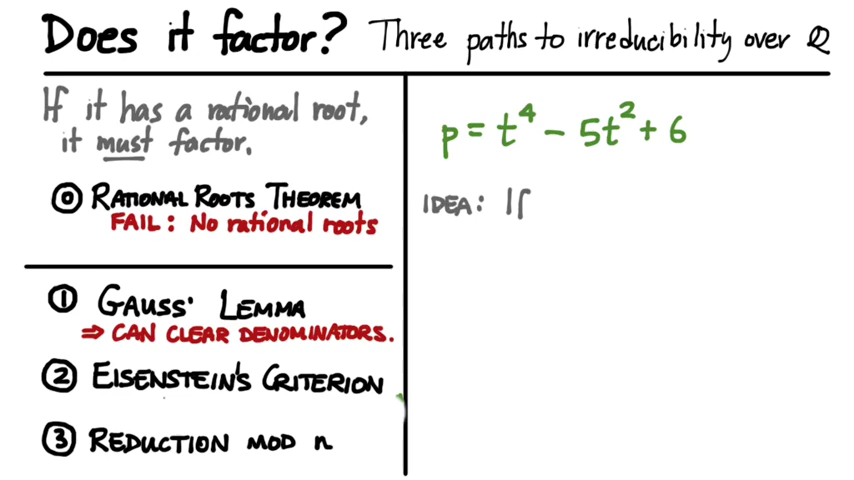 Does it factor? Three paths to irreducibility over ℚ
If it has a rational root,
it must factor.
⓪ RATIONAL ROOTS THEOREM
FAIL: No rational roots
① GAUSS' LEMMA
⇒ CAN CLEAR DENOMINATORS.
② EISENSTEIN'S CRITERION
③ REDUCTION MOD n
p = t⁴ - 5t² + 6
IDEA: If